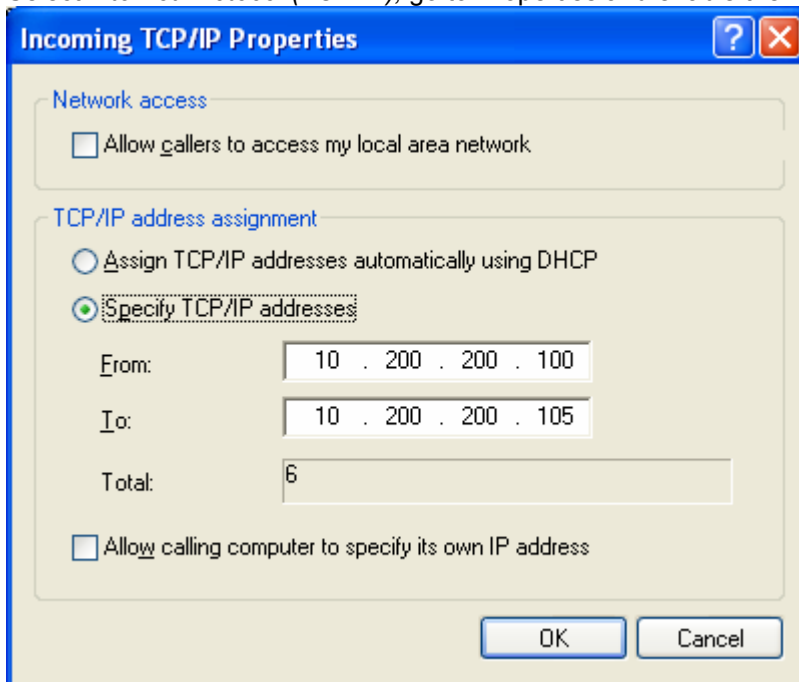 Incoming TCP/IP Properties
Network access
Allow callers to access my local area network
TCP/IP address assignment
Assign TCP/IP addresses automatically using DHCP
Specify TCP/IP addresses
From: 10 . 200 . 200 . 100
To: 10 . 200 . 200 . 105
Total: 6
Allow calling computer to specify its own IP address
OK Cancel